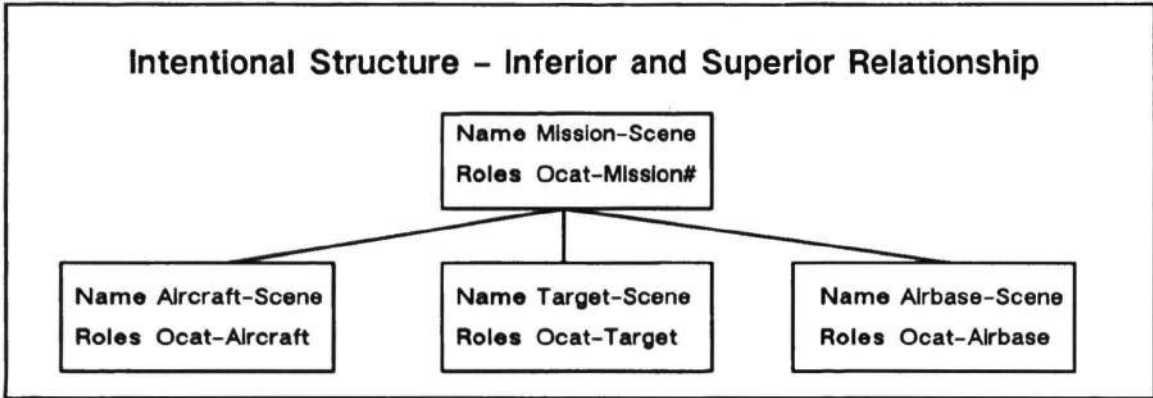 Intentional Structure – Inferior and Superior Relationship
Name Mission-Scene
Roles Ocat-Mission#
Name Aircraft-Scene
Roles Ocat-Aircraft
Name Target-Scene
Roles Ocat-Target
Name Airbase-Scene
Roles Ocat-Airbase